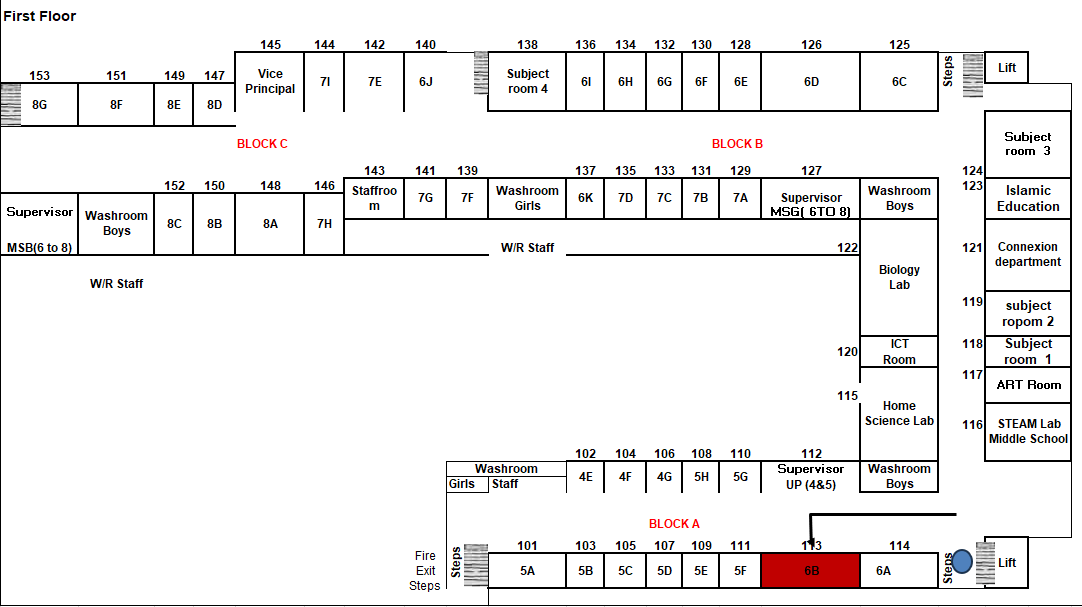 First Floor
145 144 142 140 138 136 134 132 130 128 126 125
153 151 149 147
Vice
Principal
7I 7E 6J
Subject
room 4
6I 6H 6G 6F 6E 6D 6C
Steps
Lift
8G 8F 8E 8D
BLOCK C
BLOCK B
Subject
room 3
124
143 141 139 137 135 133 131 129 127
152 150 148 146
123
Staffroo
m
7G 7F
Washroom
Girls
6K 7D 7C 7B 7A
Supervisor
MSG( 6TO 8)
Washroom
Boys
Islamic
Education
Supervisor
MSB(6 to 8)
Washroom
Boys
8C 8B 8A 7H
W/R Staff
122
121
Connexion
department
Biology
Lab
W/R Staff
119
subject
ropom 2
120
ICT
Room
118
Subject
room 1
117
ART Room
115
Home
Science Lab
116
STEAM Lab
Middle School
102 104 106 108 110 112
Washroom
Girls Staff
4E 4F 4G 5H 5G
Supervisor
UP (4&5)
Washroom
Boys
BLOCK A
101 103 105 107 109 111 113 114
Fire
Exit
Steps
Steps
5A 5B 5C 5D 5E 5F 6B 6A
Steps
Lift